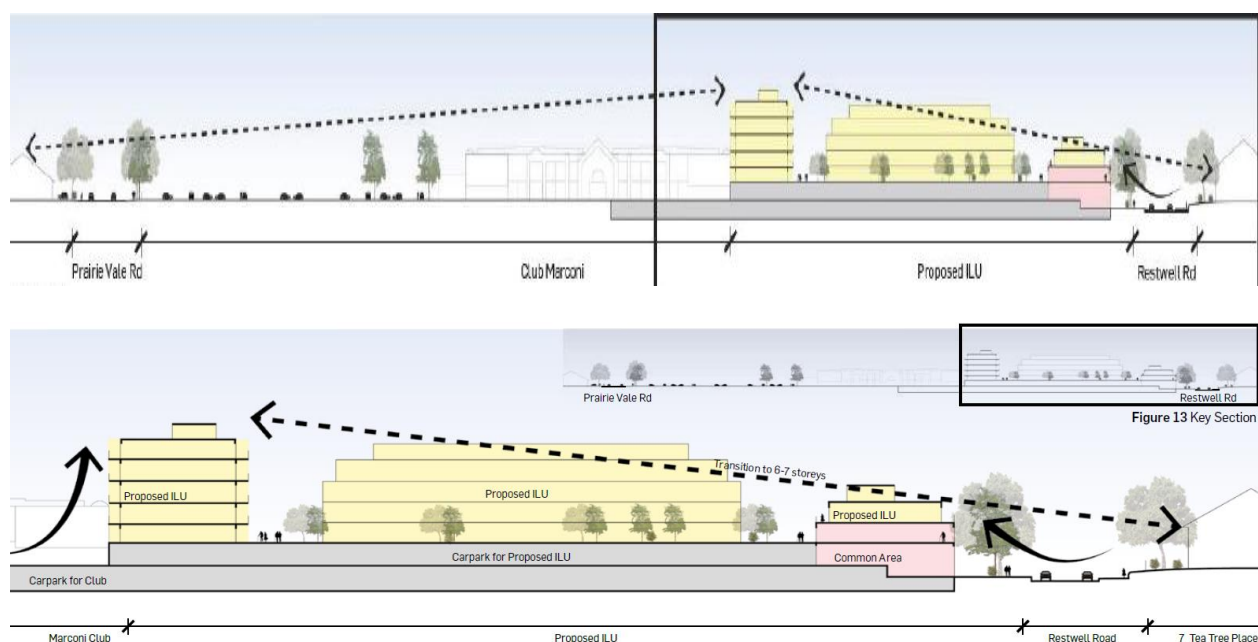 Prairie Vale Rd
Club Marconi
Proposed ILU
Restwell Rd
Prairie Vale Rd
Restwell Rd
Figure 13 Key Section
Transition to 6-7 storeys
Proposed ILU
Proposed ILU
Proposed ILU
Carpark for Proposed ILU
Common Area
Carpark for Club
Marconi Club
Proposed ILU
Restwell Road
7 Tea Tree Place